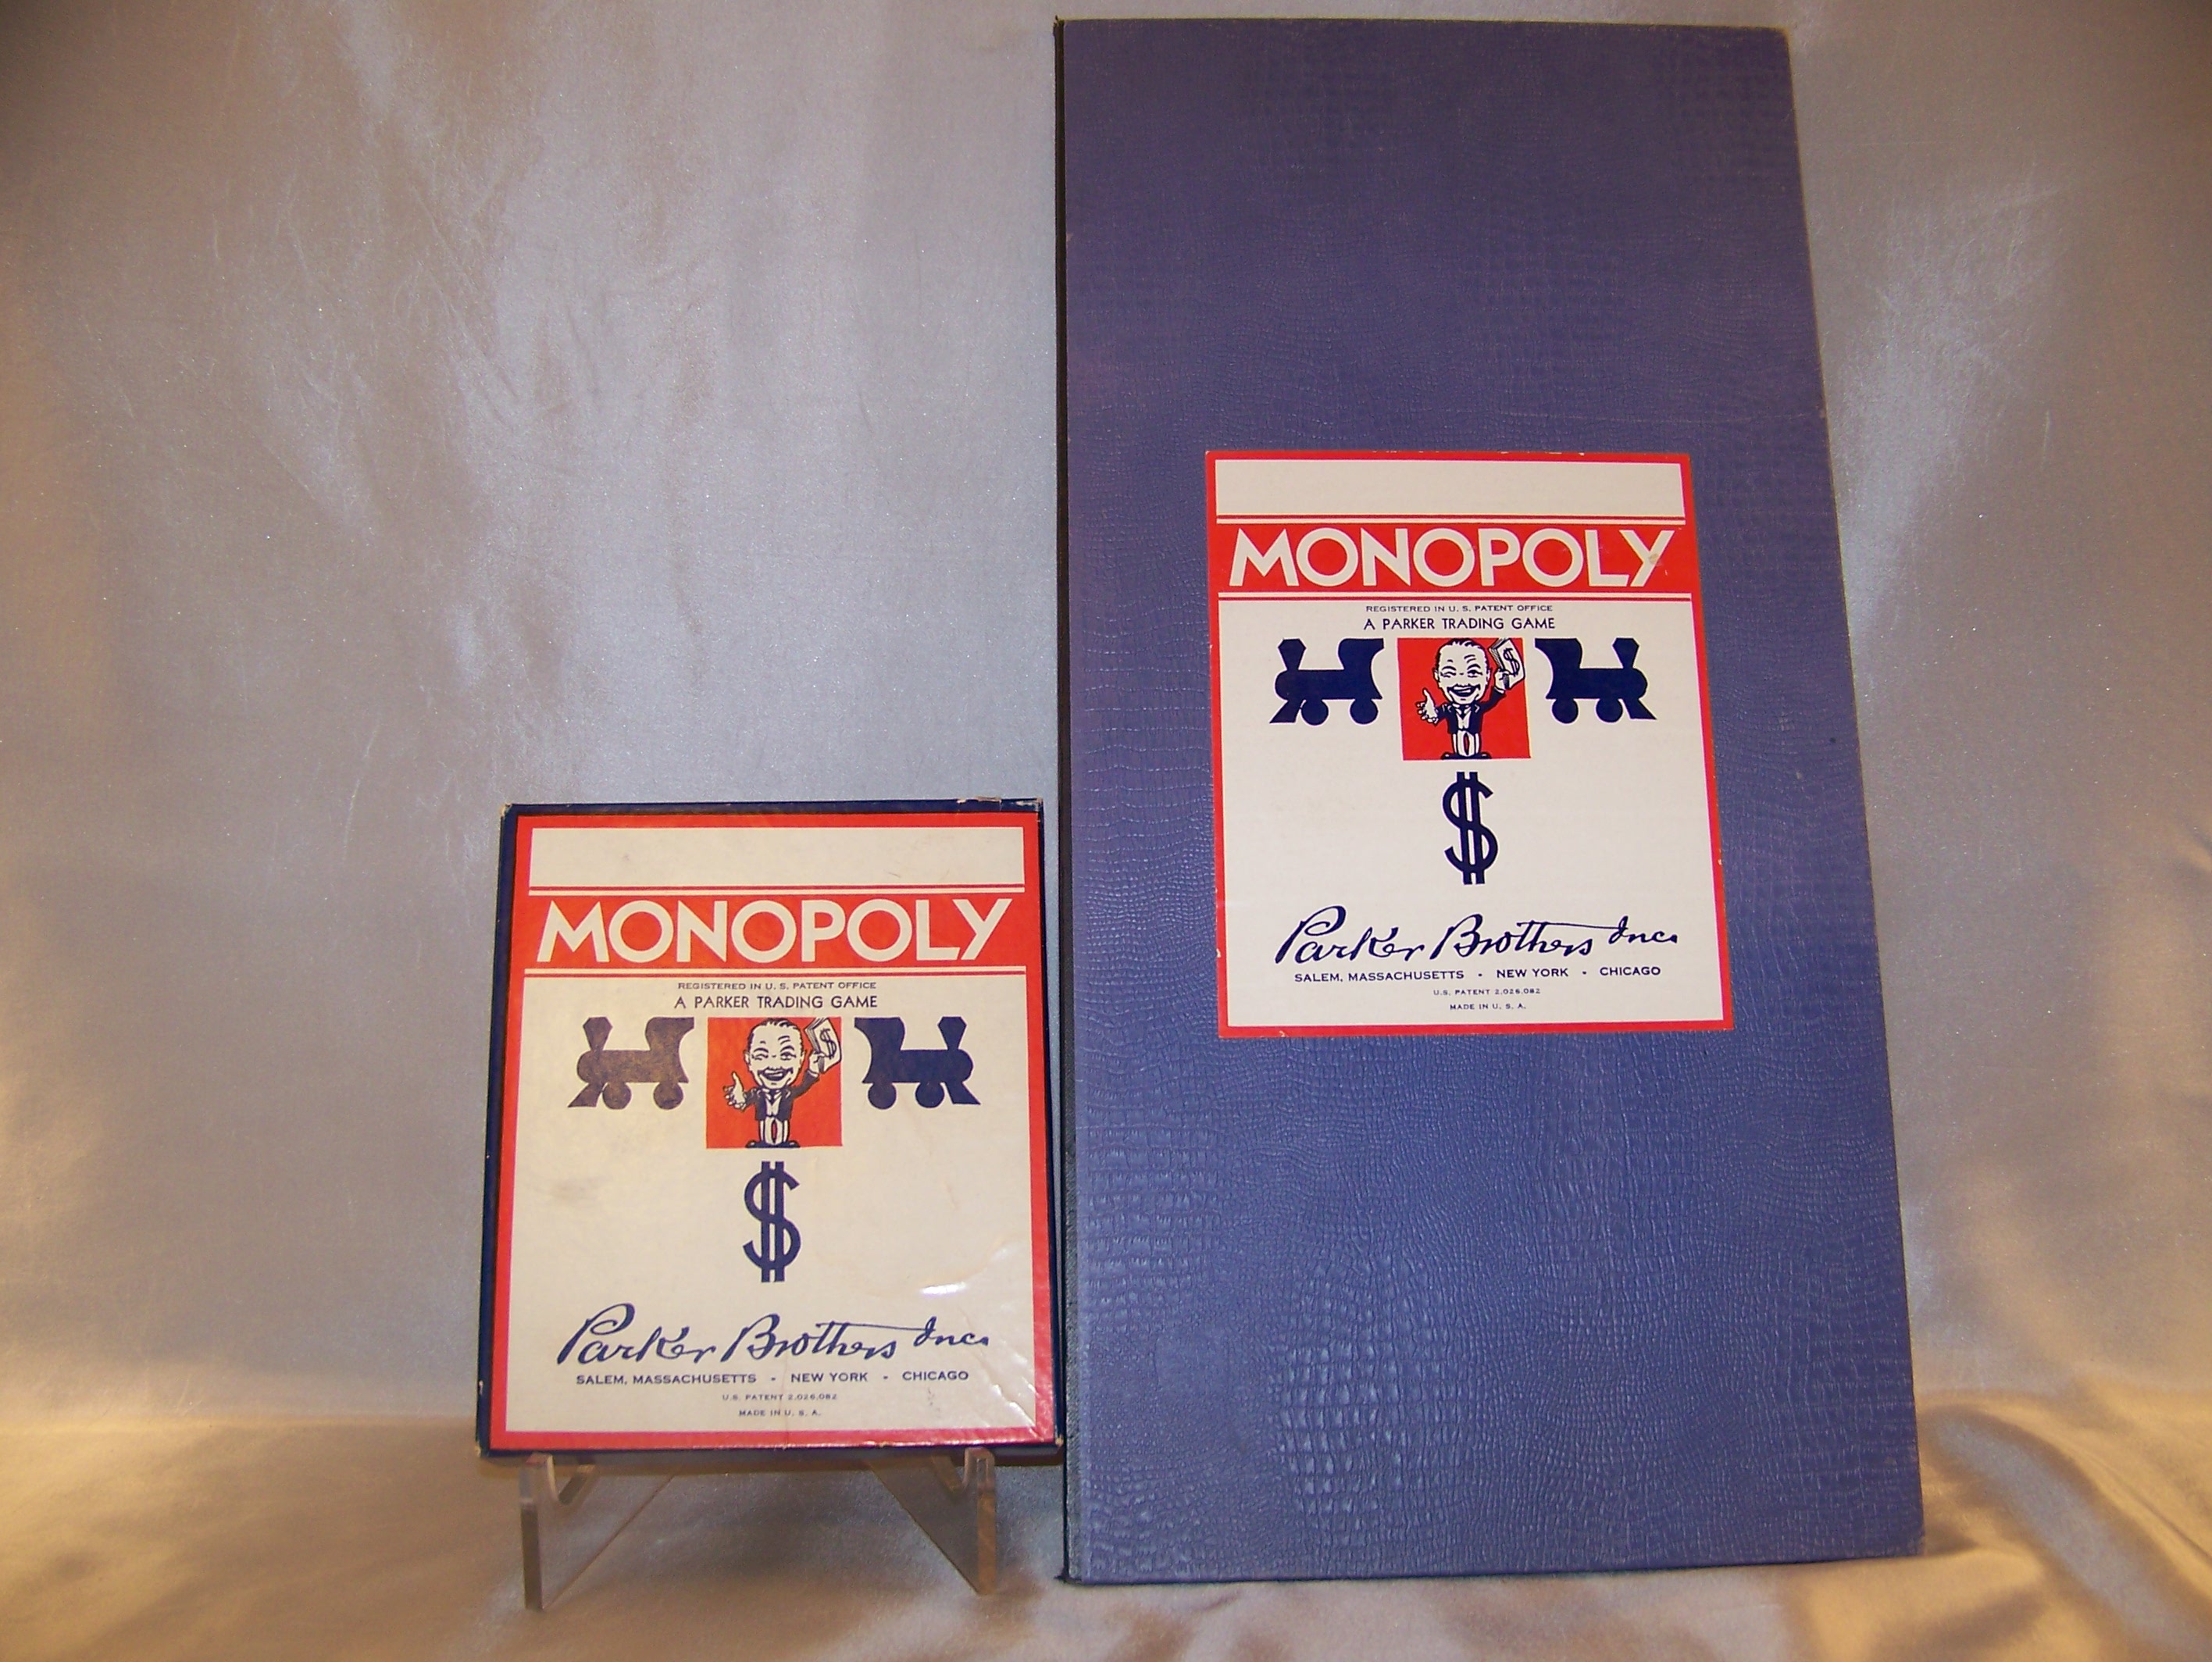 MONOPOLY
REGISTERED IN U. S. PATENT OFFICE
A PARKER TRADING GAME
$
$
Parker Brothers Inc.
SALEM, MASSACHUSETTS - NEW YORK - CHICAGO
U.S. PATENT 2,026,082
MADE IN U. S. A.
MONOPOLY
REGISTERED IN U. S. PATENT OFFICE
A PARKER TRADING GAME
$
$
Parker Brothers Inc.
SALEM, MASSACHUSETTS - NEW YORK - CHICAGO
U.S. PATENT 2,026,082
MADE IN U. S. A.